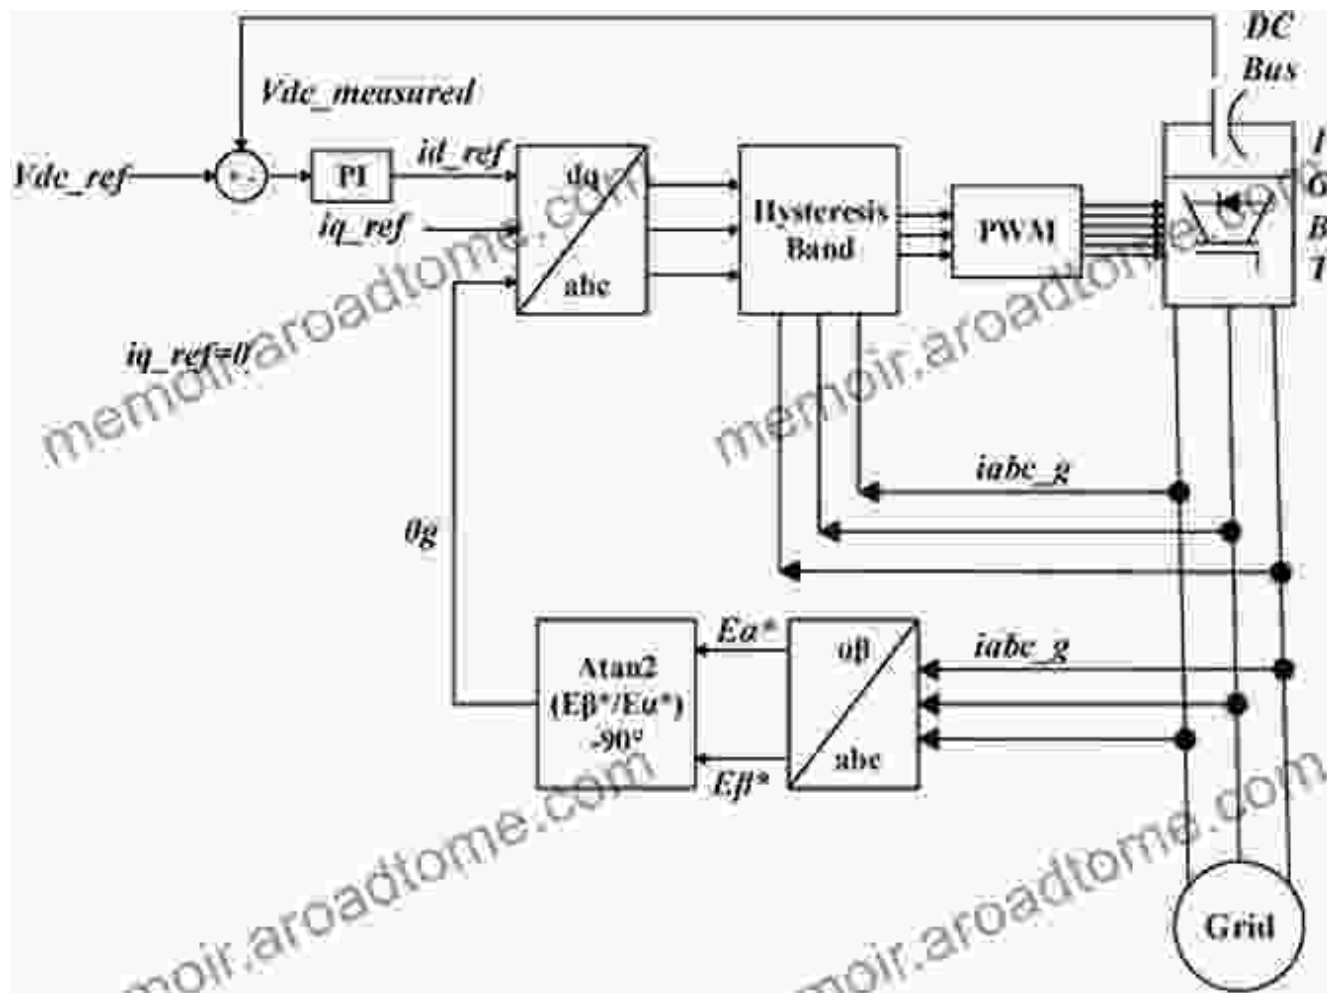 DC
Bus
Vdc_measured
Vdc_ref
+ -
PI
id_ref
iq_ref
dq
abc
Hysteresis
Band
PWM
I
G
B
T
iq_ref=0
iabc_g
θg
Eα*
Atan2
(Eβ*/Eα*)
-90°
Eβ*
αβ
abc
iabc_g
Grid
memoir.aroadtome.com
memoir.aroadtome.com
memoir.aroadtome.com
memoir.aroadtome.com